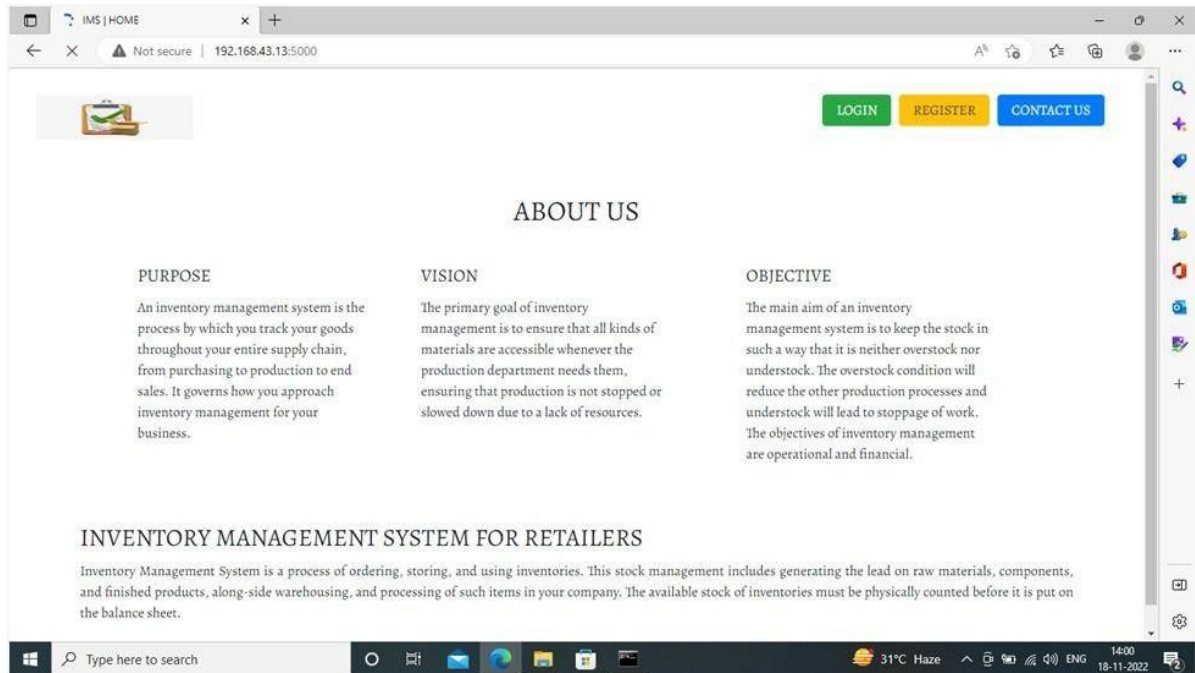 IMS | HOME
Not secure | 192.168.43.13:5000
LOGIN
REGISTER
CONTACT US
ABOUT US
PURPOSE
An inventory management system is the
process by which you track your goods
throughout your entire supply chain,
from purchasing to production to end
sales. It governs how you approach
inventory management for your
business.
VISION
The primary goal of inventory
management is to ensure that all kinds of
materials are accessible whenever the
production department needs them,
ensuring that production is not stopped or
slowed down due to a lack of resources.
OBJECTIVE
The main aim of an inventory
management system is to keep the stock in
such a way that it is neither overstock nor
understock. The overstock condition will
reduce the other production processes and
understock will lead to stoppage of work.
The objectives of inventory management
are operational and financial.
INVENTORY MANAGEMENT SYSTEM FOR RETAILERS
Inventory Management System is a process of ordering, storing, and using inventories. This stock management includes generating the lead on raw materials, components,
and finished products, along-side warehousing, and processing of such items in your company. The available stock of inventories must be physically counted before it is put on
the balance sheet.
Type here to search
31°C Haze
ENG
14:00
18-11-2022
2